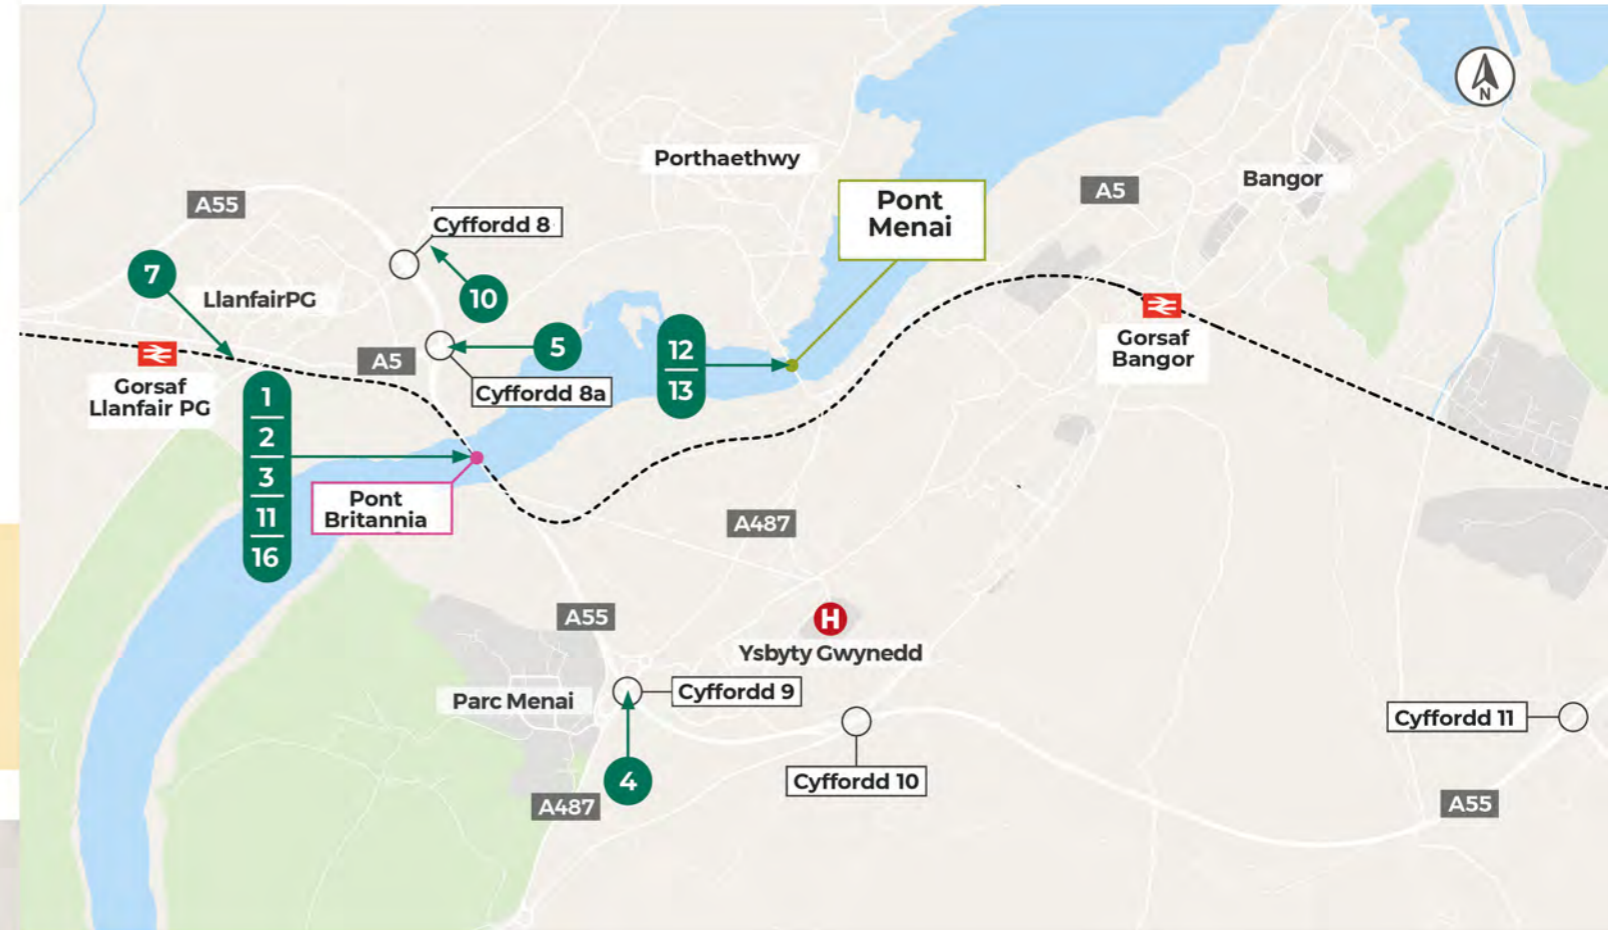 N
Porthaethwy
Pont
Menai
A5
Bangor
A55
Cyffordd 8
7
LlanfairPG
10
Gorsaf
Bangor
5
12
13
A5
Cyffordd 8a
Gorsaf
Llanfair PG
1
2
3
11
16
Pont
Britannia
A487
A55
H
Ysbyty Gwynedd
Parc Menai
Cyffordd 9
Cyffordd 11
4
Cyffordd 10
A487
A55